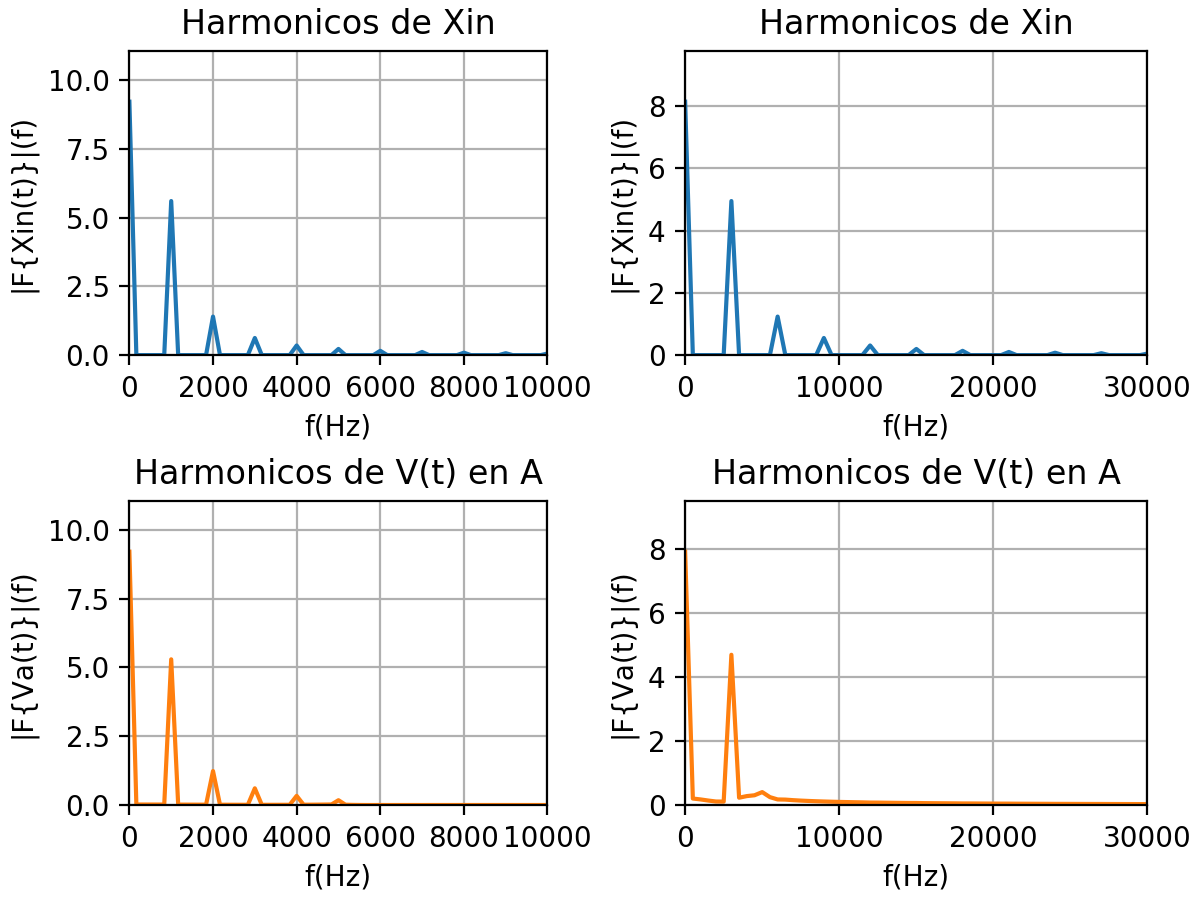 Harmonicos de Xin
|F{Xin(t)}|(f)
10.0
7.5
5.0
2.5
0.0
0 2000 4000 6000 8000 10000
f(Hz)
Harmonicos de Xin
|F{Xin(t)}|(f)
8
6
4
2
0
0 10000 20000 30000
f(Hz)
Harmonicos de V(t) en A
|F{Va(t)}|(f)
10.0
7.5
5.0
2.5
0.0
0 2000 4000 6000 8000 10000
f(Hz)
Harmonicos de V(t) en A
|F{Va(t)}|(f)
8
6
4
2
0
0 10000 20000 30000
f(Hz)